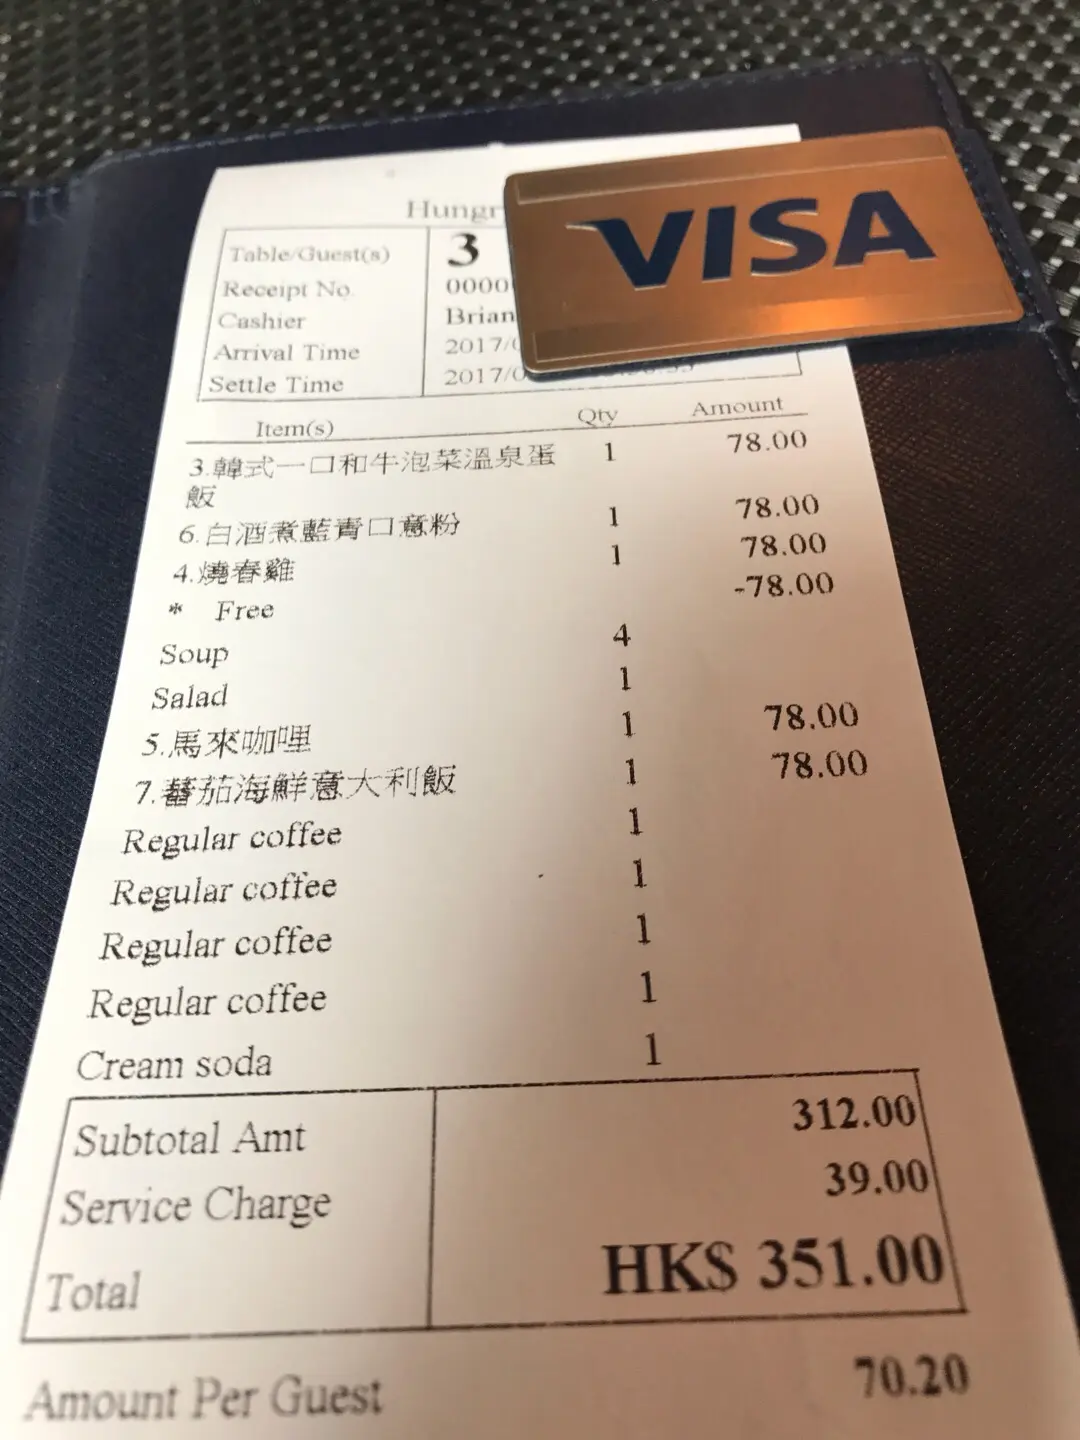 Hungr
VISA
Table/Guest(s) 3
Receipt No. 0000
Cashier Brian
Arrival Time 2017/0
Settle Time 2017/0
Item(s) Qty Amount
3.韓式一口和牛泡菜溫泉蛋 1 78.00
飯
6.白酒煮藍青口意粉 1 78.00
4.燒春雞 1 78.00
* Free -78.00
Soup 4
Salad 1
5.馬來咖哩 1 78.00
7.蕃茄海鮮意大利飯 1 78.00
Regular coffee 1
Regular coffee 1
Regular coffee 1
Regular coffee 1
Cream soda 1
Subtotal Amt 312.00
Service Charge 39.00
Total HK$ 351.00
Amount Per Guest 70.20